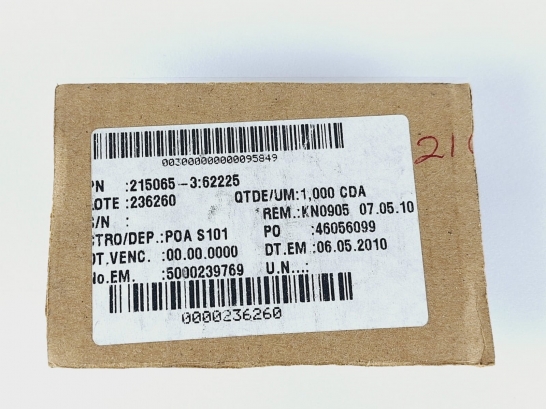 00300000000000095849
PN :215065-3:62225
LOTE :236260 QTDE/UM:1,000 CDA
S/N :
REM.:KN0905 07.05.10
CTRO/DEP.:POA S101 PO :46056099
DT.VENC. :00.00.0000 DT.EM :06.05.2010
No.EM. :5000239769 U.N...:
0000236260
21